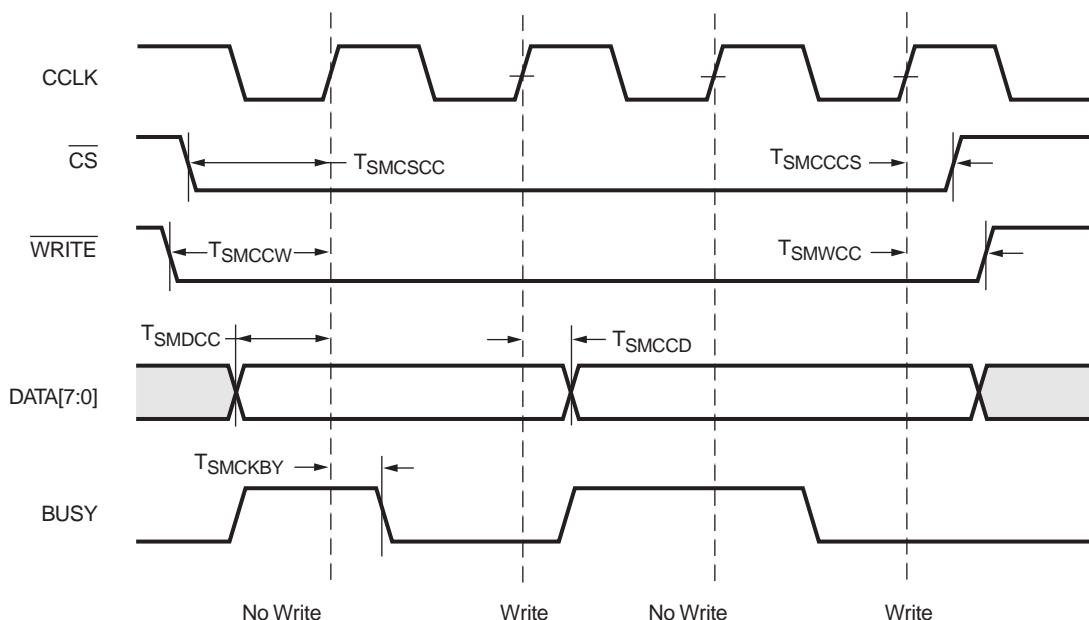 CCLK
CS
TSMCSCC
TSMCCCS
WRITE
TSMCCW
TSMWCC
TSMDCC
TSMCCD
DATA[7:0]
TSMCKBY
BUSY
No Write
Write
No Write
Write